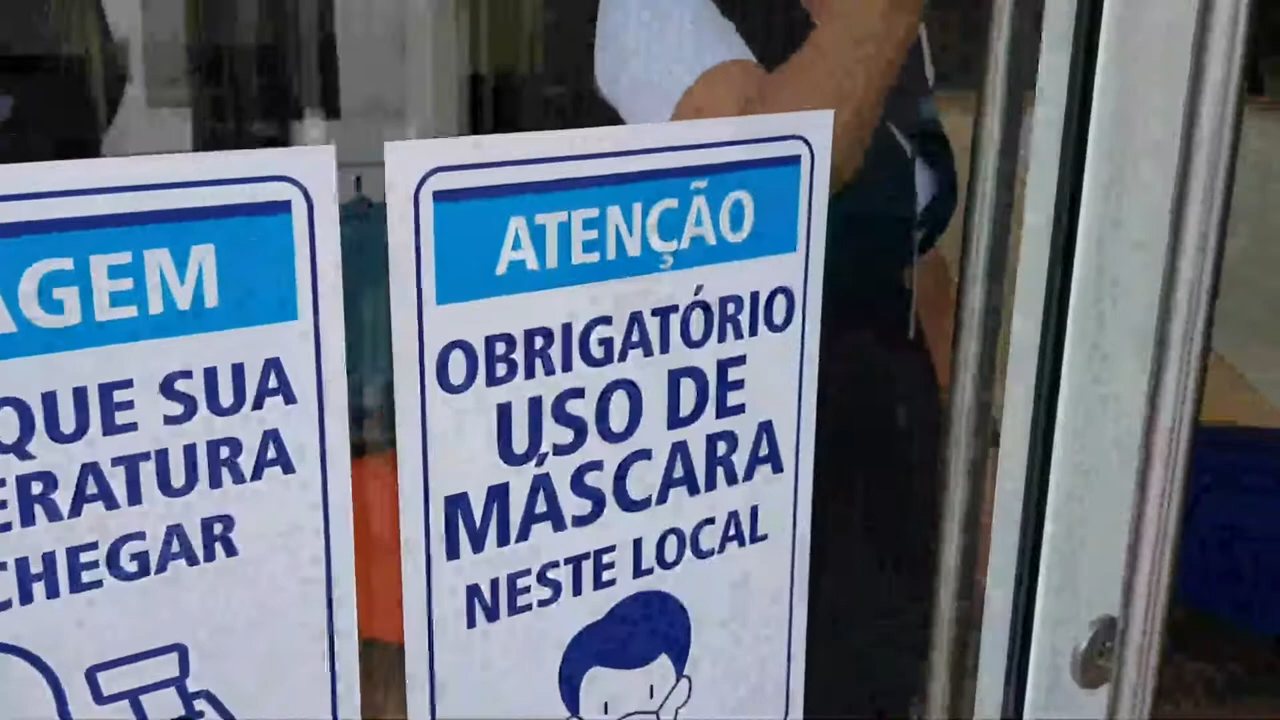 AGEM
QUE SUA
ERATURA
CHEGAR
ATENÇÃO
OBRIGATÓRIO
USO DE
MÁSCARA
NESTE LOCAL